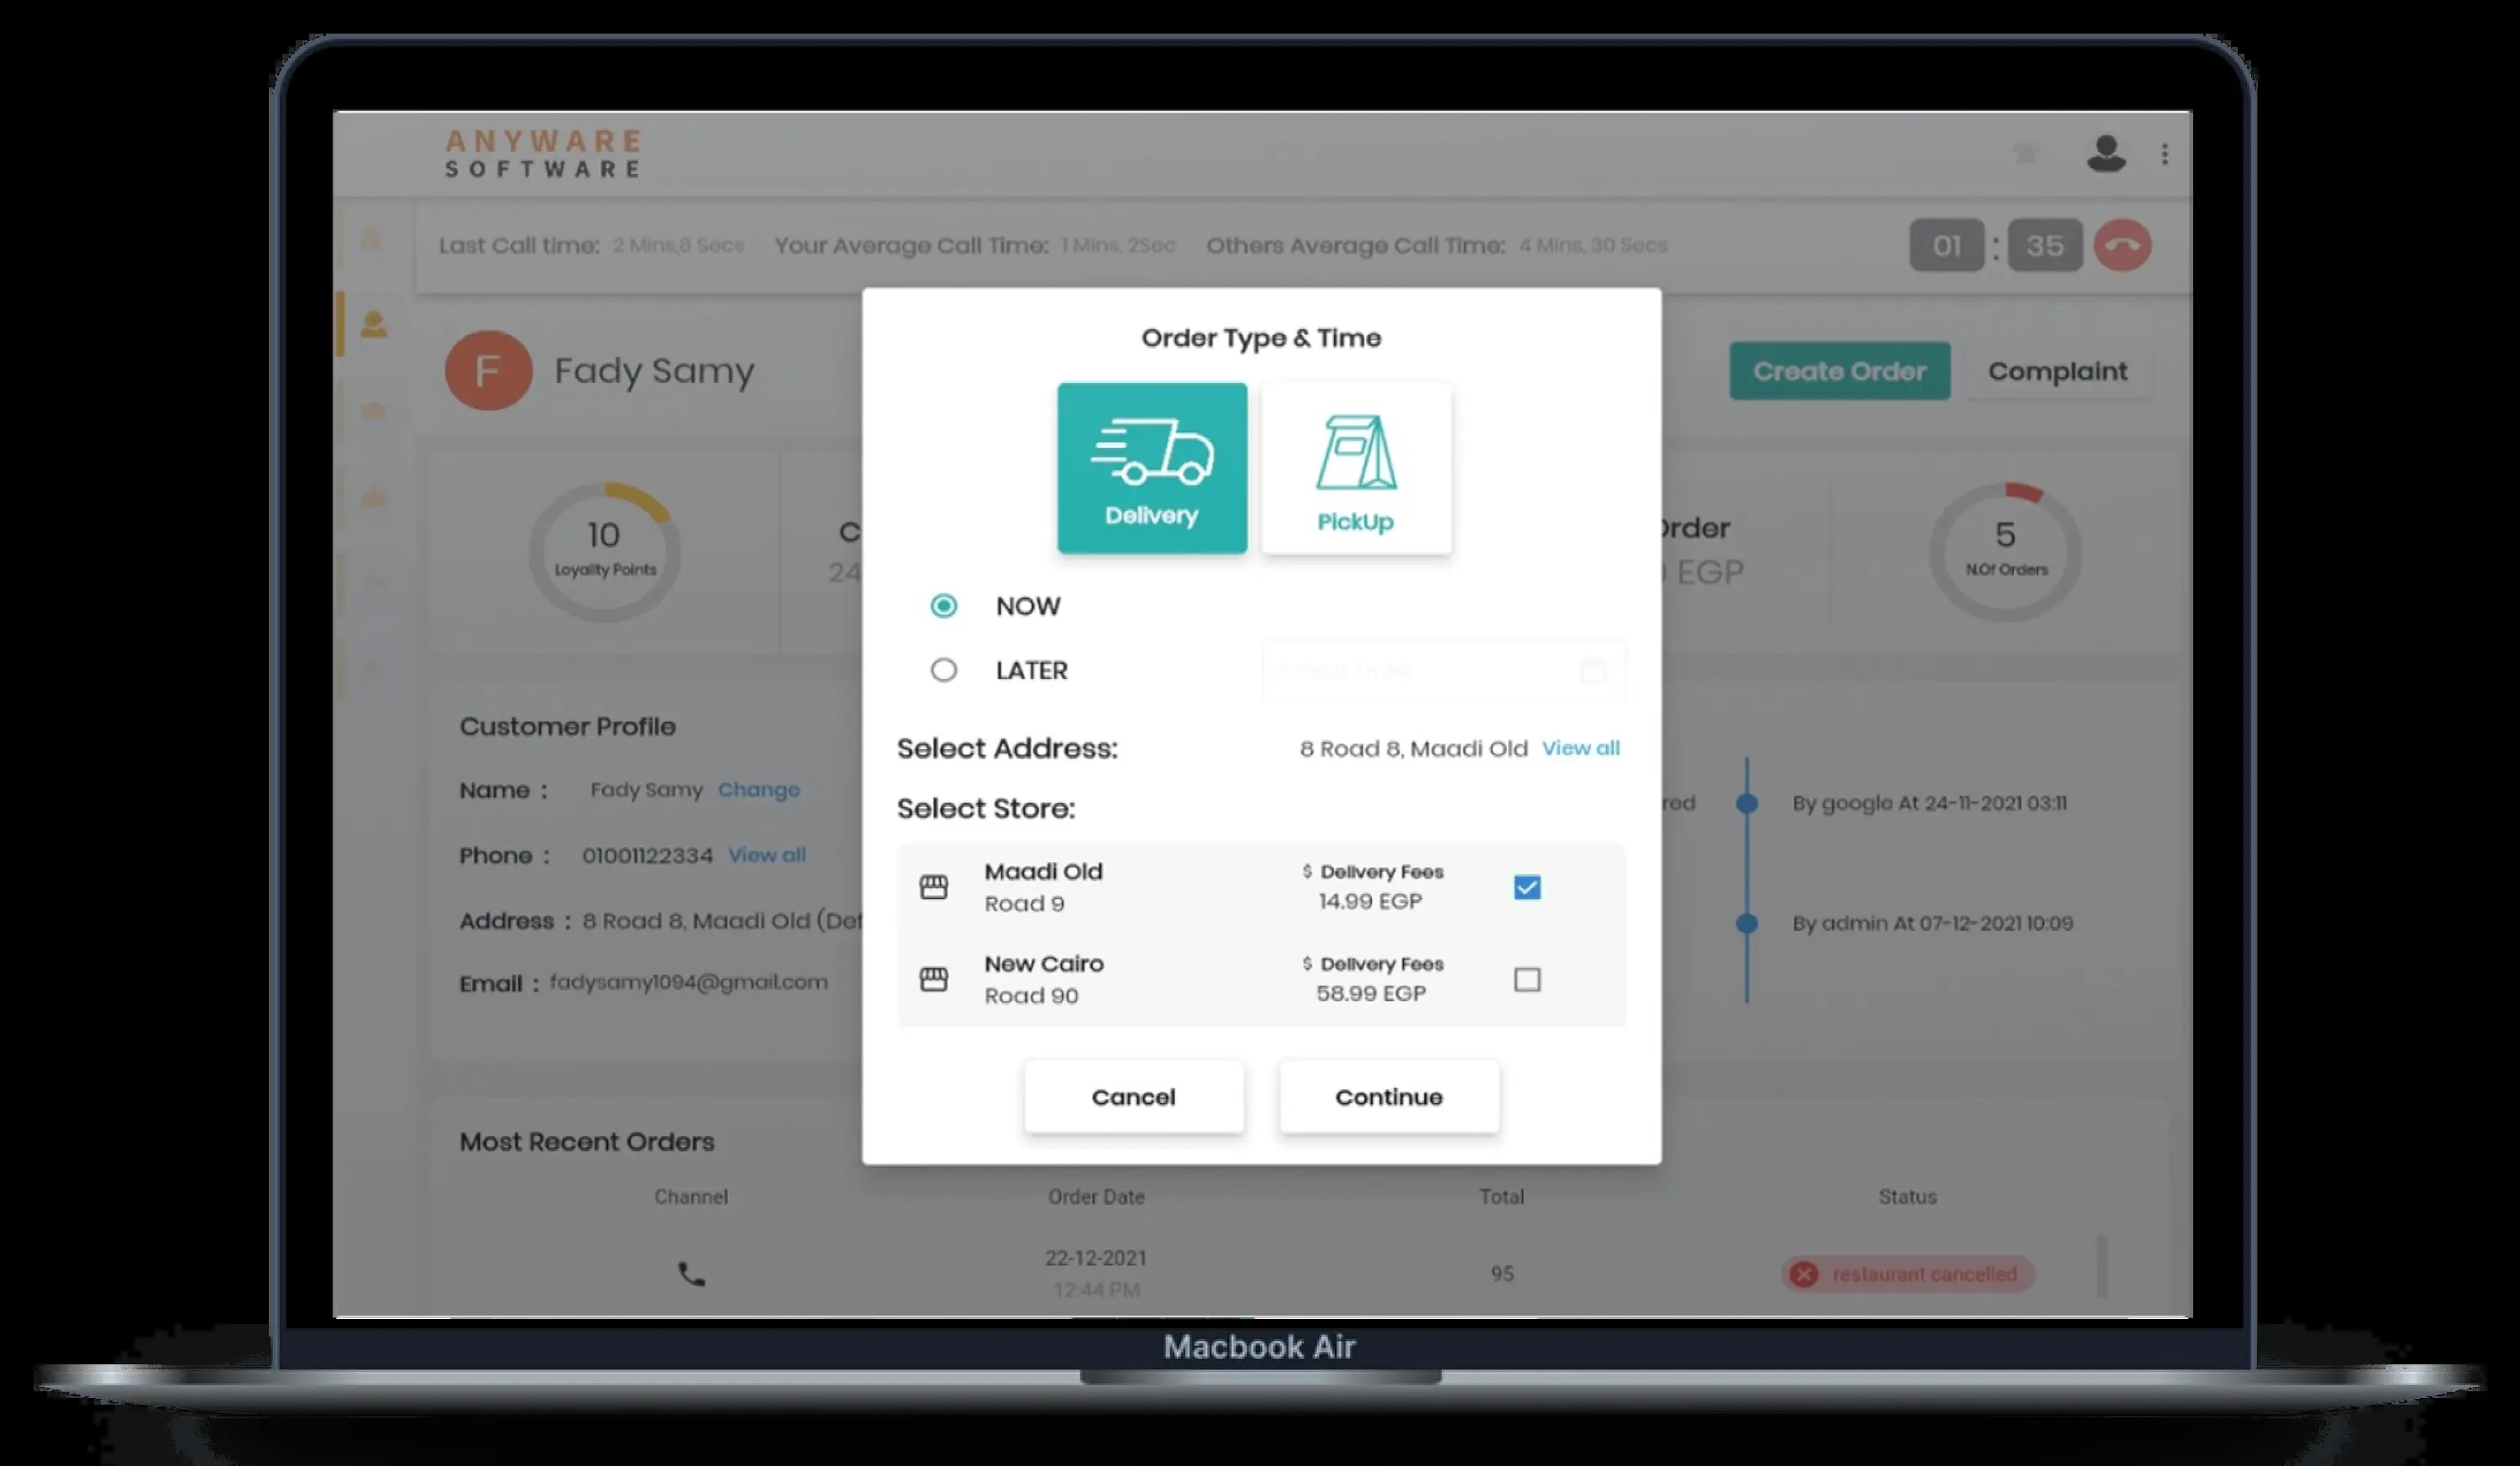 ANYWARE
SOFTWARE
Last Call time: 2 Mins,8 Secs Your Average Call Time: 1 Mins, 2Sec Others Average Call Time: 4 Mins, 30 Secs
01 : 35
F Fady Samy
Create Order Complaint
10
Loyality Points
C
24
Order
EGP
5
N.Of Orders
Order Type & Time
Delivery
PickUp
NOW
LATER
Select Address: 8 Road 8, Maadi Old View all
Select Store:
Maadi Old
Road 9
$ Delivery Fees
14.99 EGP
New Cairo
Road 90
$ Delivery Fees
58.99 EGP
Cancel Continue
Customer Profile
Name : Fady Samy Change
Phone : 01001122334 View all
Address : 8 Road 8, Maadi Old (Def
Email : fadysamy1094@gmail.com
red
By google At 24-11-2021 03:11
By admin At 07-12-2021 10:09
Most Recent Orders
Channel Order Date Total Status
22-12-2021
12:44 PM
95
restaurant cancelled
Macbook Air